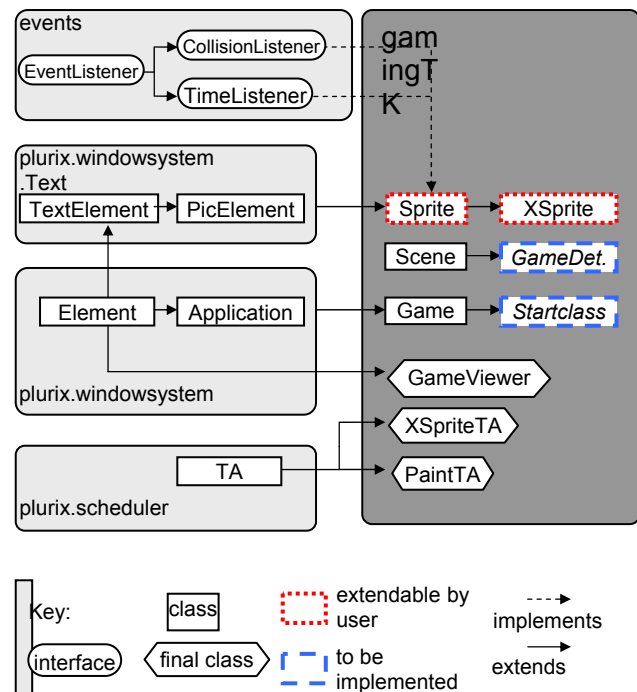 events
CollisionListener
EventListener
TimeListener
gam
ingT
K
plurix.windowsystem
.Text
TextElement
PicElement
Sprite
XSprite
Scene
GameDet.
Element
Application
Game
Startclass
plurix.windowsystem
GameViewer
XSpriteTA
TA
PaintTA
plurix.scheduler
Key:
class
extendable by
user
implements
interface
final class
to be
implemented
extends